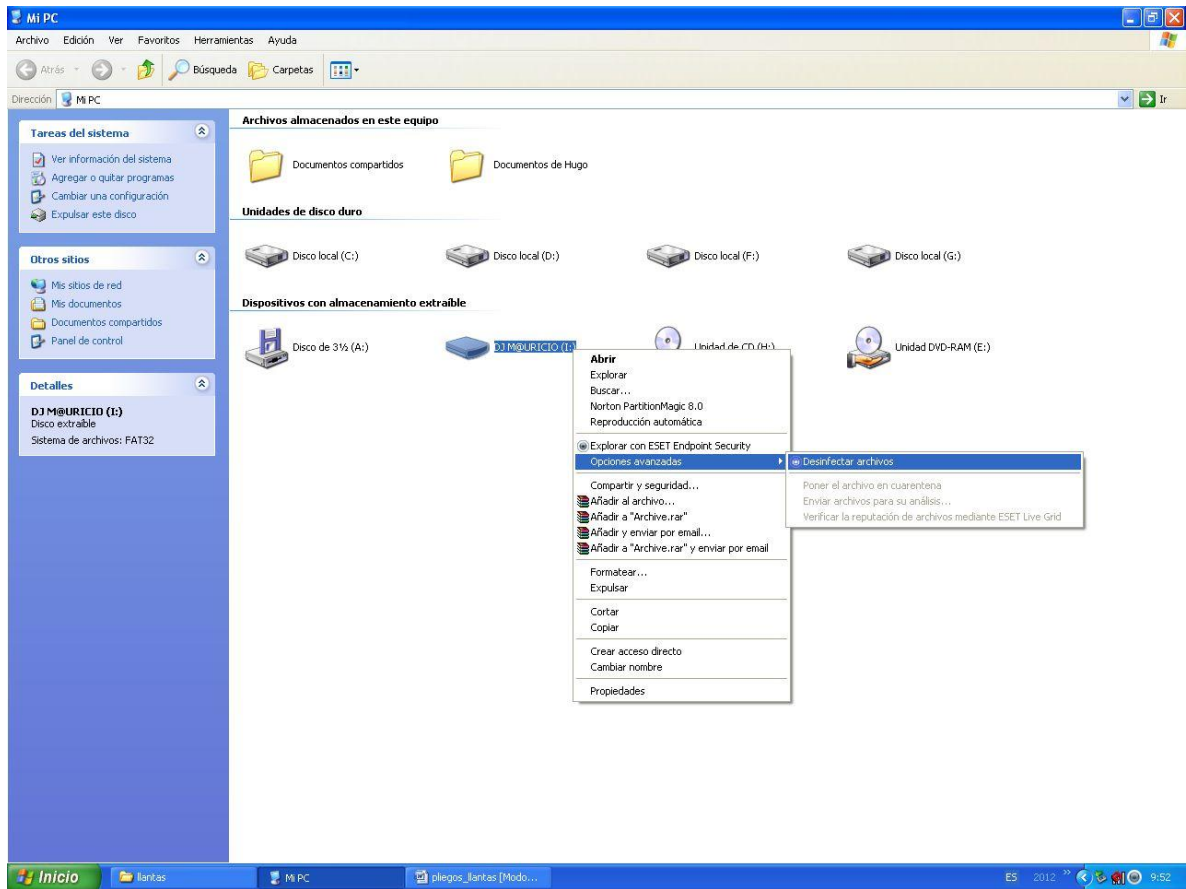 Mi PC
Archivo Edición Ver Favoritos Herramientas Ayuda
Atrás Búsqueda Carpetas
Dirección Mi PC Ir
Tareas del sistema
Ver información del sistema
Agregar o quitar programas
Cambiar una configuración
Expulsar este disco
Otros sitios
Mis sitios de red
Mis documentos
Documentos compartidos
Panel de control
Detalles
DJ M@URICIO (I:)
Disco extraíble
Sistema de archivos: FAT32
Archivos almacenados en este equipo
Documentos compartidos Documentos de Hugo
Unidades de disco duro
Disco local (C:) Disco local (D:) Disco local (F:) Disco local (G:)
Dispositivos con almacenamiento extraíble
Disco de 3½ (A:) DJ M@URICIO (I:) Unidad de CD (H:) Unidad DVD-RAM (E:)
Abrir
Explorar
Buscar...
Norton PartitionMagic 8.0
Reproducción automática
Explorar con ESET Endpoint Security
Opciones avanzadas
Compartir y seguridad...
Añadir al archivo...
Añadir a "Archive.rar"
Añadir y enviar por email...
Añadir a "Archive.rar" y enviar por email
Formatear...
Expulsar
Cortar
Copiar
Crear acceso directo
Cambiar nombre
Propiedades
Desinfectar archivos
Poner el archivo en cuarentena
Enviar archivos para su análisis...
Verificar la reputación de archivos mediante ESET Live Grid
Inicio llantas Mi PC pliegos_llantas [Modo... ES 2012 9:52